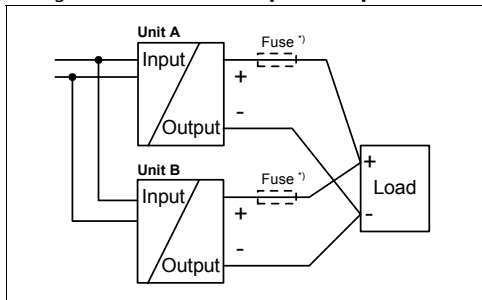 Unit A
Input
Fuse *)
+
-
Output
Unit B
Input
Fuse *)
+
-
Output
+
-
Load